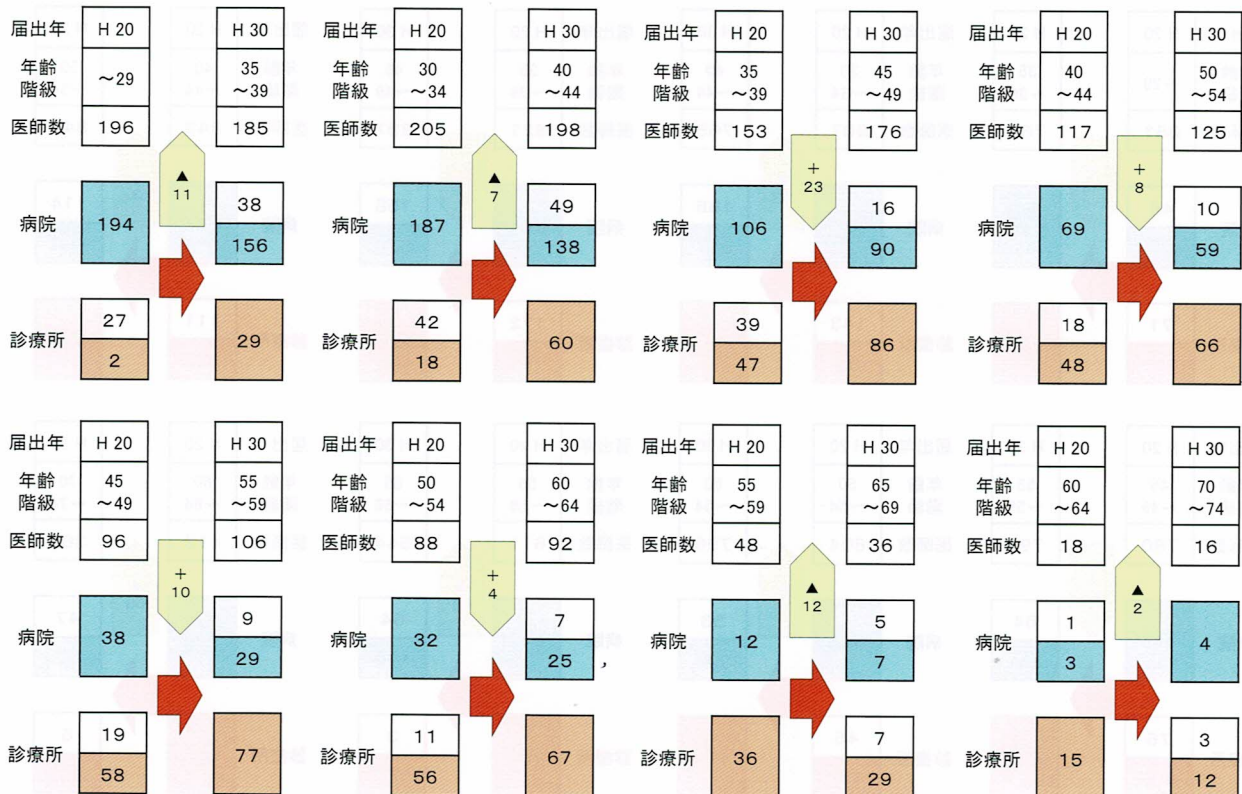 届出年 H 20 H 30
年齢階級 ～29 35～39
医師数 196 185
▲ 11
病院 194 38 156
診療所 27 2 29
届出年 H 20 H 30
年齢階級 30～34 40～44
医師数 205 198
▲ 7
病院 187 49 138
診療所 42 18 60
届出年 H 20 H 30
年齢階級 35～39 45～49
医師数 153 176
+ 23
病院 106 16 90
診療所 39 47 86
届出年 H 20 H 30
年齢階級 40～44 50～54
医師数 117 125
+ 8
病院 69 10 59
診療所 18 48 66
届出年 H 20 H 30
年齢階級 45～49 55～59
医師数 96 106
+ 10
病院 38 9 29
診療所 19 58 77
届出年 H 20 H 30
年齢階級 50～54 60～64
医師数 88 92
+ 4
病院 32 7 25
診療所 11 56 67
届出年 H 20 H 30
年齢階級 55～59 65～69
医師数 48 36
▲ 12
病院 12 5 7
診療所 36 7 29
届出年 H 20 H 30
年齢階級 60～64 70～74
医師数 18 16
▲ 2
病院 1 3 4
診療所 15 3 12